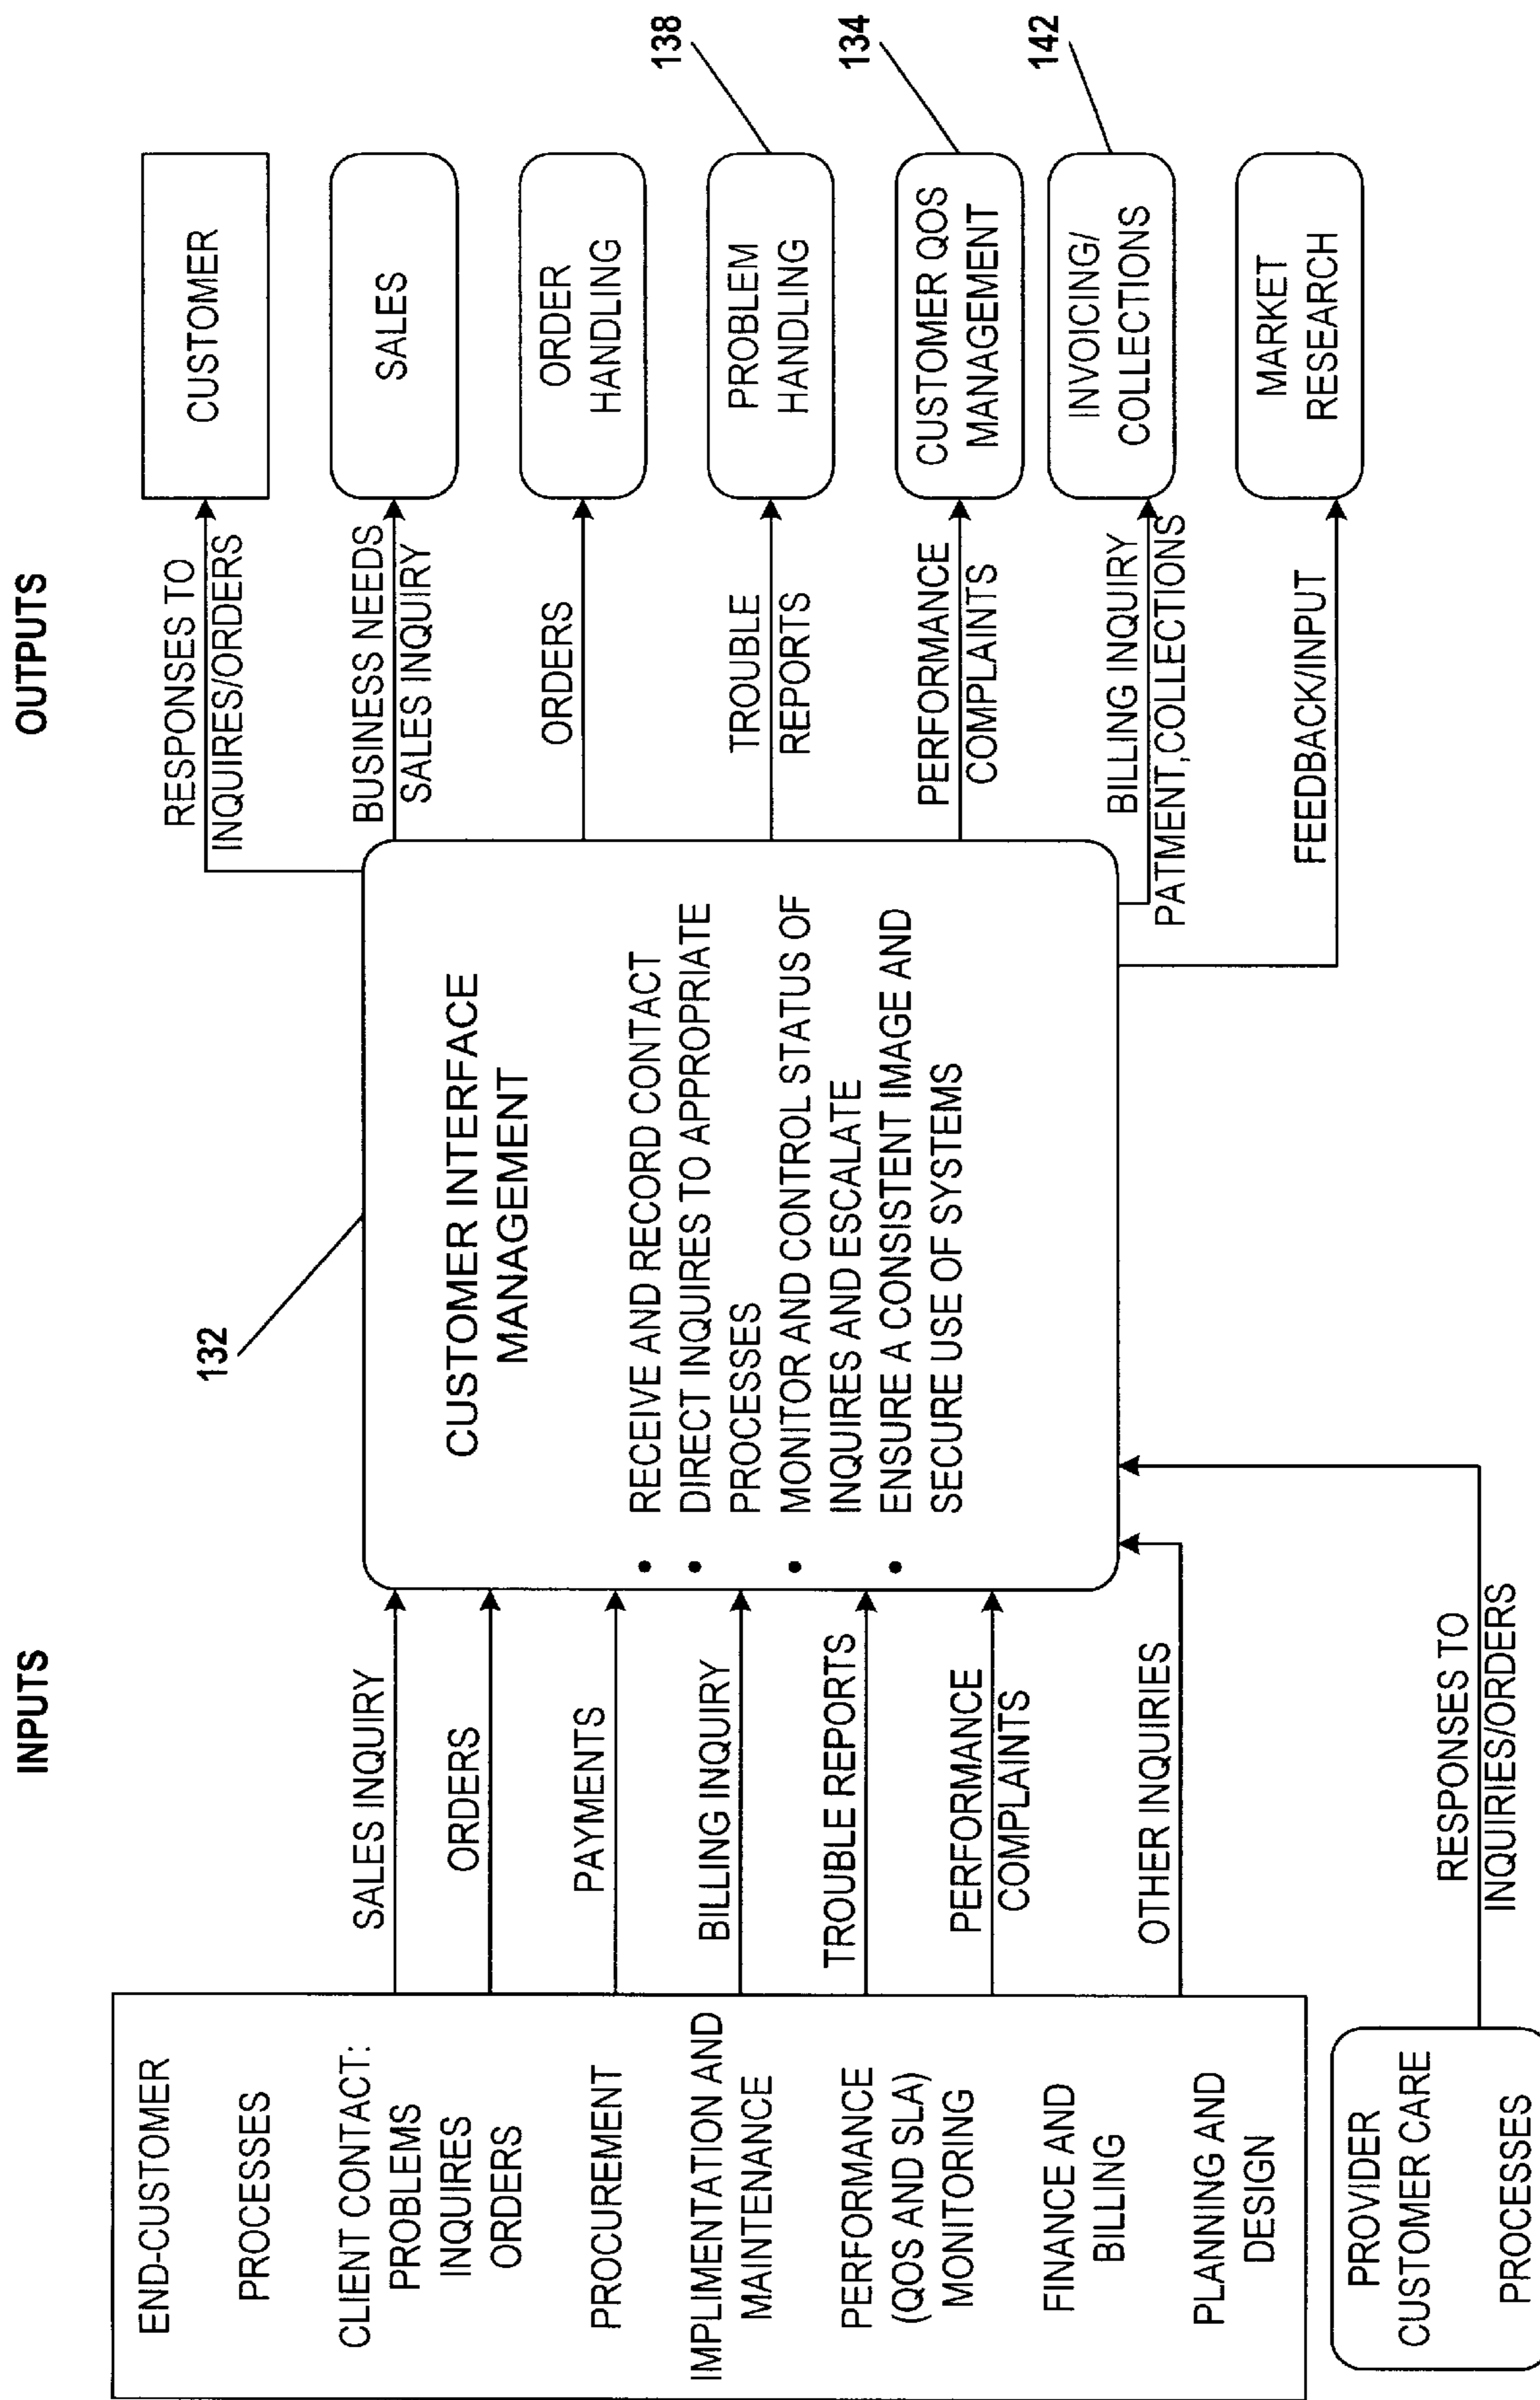 INPUTS
OUTPUTS
END-CUSTOMER
PROCESSES
CLIENT CONTACT:
PROBLEMS
INQUIRES
ORDERS
PROCUREMENT
IMPLIMENTATION AND
MAINTENANCE
PERFORMANCE
(QOS AND SLA)
MONITORING
FINANCE AND
BILLING
PLANNING AND
DESIGN
PROVIDER
CUSTOMER CARE
PROCESSES
SALES INQUIRY
ORDERS
PAYMENTS
BILLING INQUIRY
TROUBLE REPORTS
PERFORMANCE
COMPLAINTS
OTHER INQUIRIES
RESPONSES TO
INQUIRIES/ORDERS
132
CUSTOMER INTERFACE
MANAGEMENT
• RECEIVE AND RECORD CONTACT
• DIRECT INQUIRES TO APPROPRIATE
PROCESSES
• MONITOR AND CONTROL STATUS OF
INQUIRES AND ESCALATE
• ENSURE A CONSISTENT IMAGE AND
SECURE USE OF SYSTEMS
RESPONSES TO
INQUIRES/ORDERS
BUSINESS NEEDS
SALES INQUIRY
ORDERS
TROUBLE
REPORTS
PERFORMANCE
COMPLAINTS
BILLING INQUIRY
PATMENT,COLLECTIONS
FEEDBACK/INPUT
CUSTOMER
SALES
ORDER
HANDLING
PROBLEM
HANDLING
138
CUSTOMER QOS
MANAGEMENT
134
INVOICING/
COLLECTIONS
142
MARKET
RESEARCH